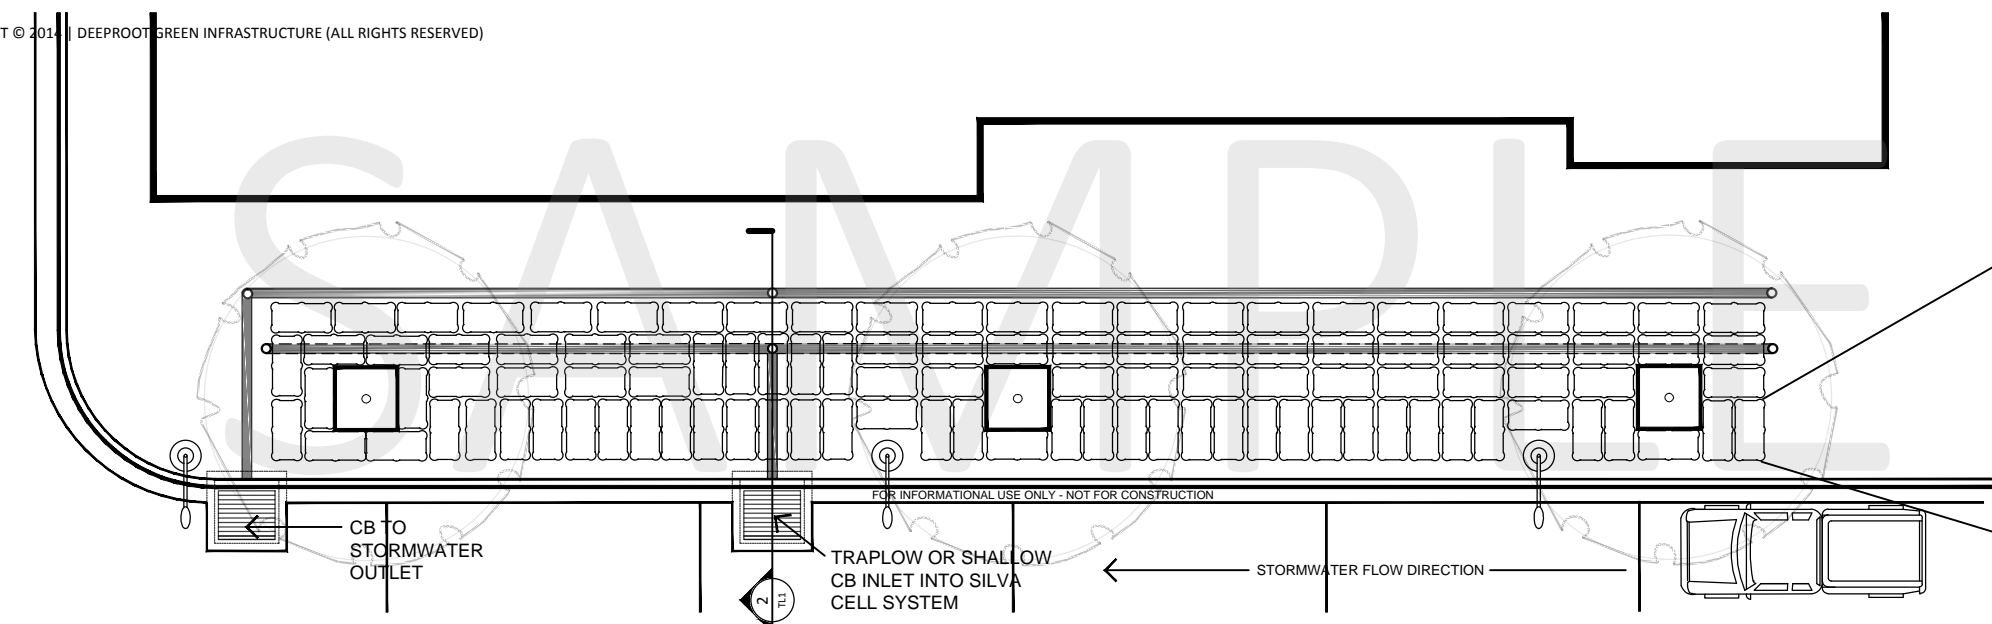 T © 2014 | DEEPROOT GREEN INFRASTRUCTURE (ALL RIGHTS RESERVED)
SAMPLE
FOR INFORMATIONAL USE ONLY - NOT FOR CONSTRUCTION
CB TO
STORMWATER
OUTLET
TRAPLOW OR SHALLOW
CB INLET INTO SILVA
CELL SYSTEM
STORMWATER FLOW DIRECTION
2
TL1